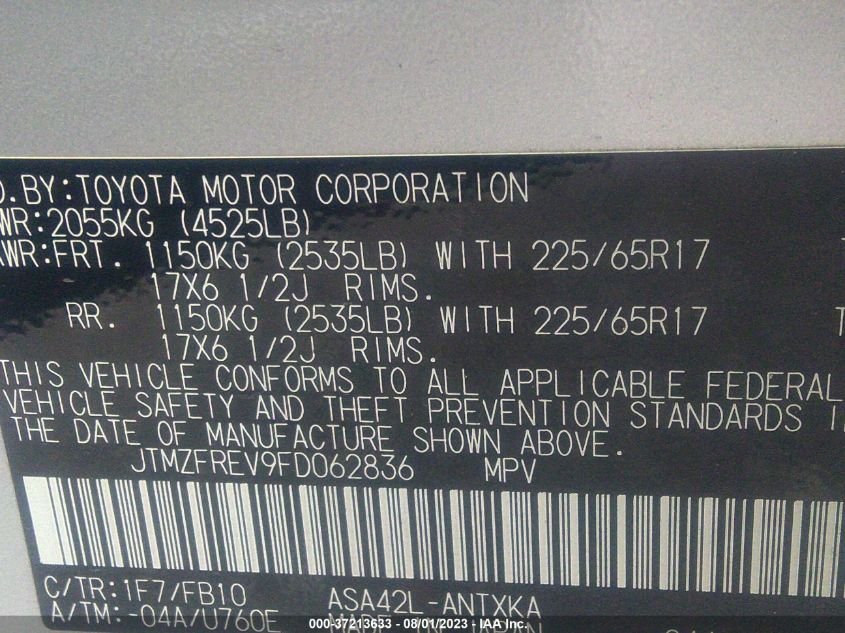 D. BY: TOYOTA MOTOR CORPORATION
WR: 2055KG (4525LB)
WR: FRT. 1150KG (2535LB) WITH 225/65R17
17X6 1/2J RIMS.
RR. 1150KG (2535LB) WITH 225/65R17
17X6 1/2J RIMS.
THIS VEHICLE CONFORMS TO ALL APPLICABLE FEDERAL
VEHICLE SAFETY AND THEFT PREVENTION STANDARDS I
THE DATE OF MANUFACTURE SHOWN ABOVE.
JTMZFREV9FD062836 MPV
C/TR: 1F7/FB10 ASA42L-ANTXKA
A/TM: -04A/U760E MADE IN JAPAN
000-37213633 - 08/01/2023 - IAA Inc.